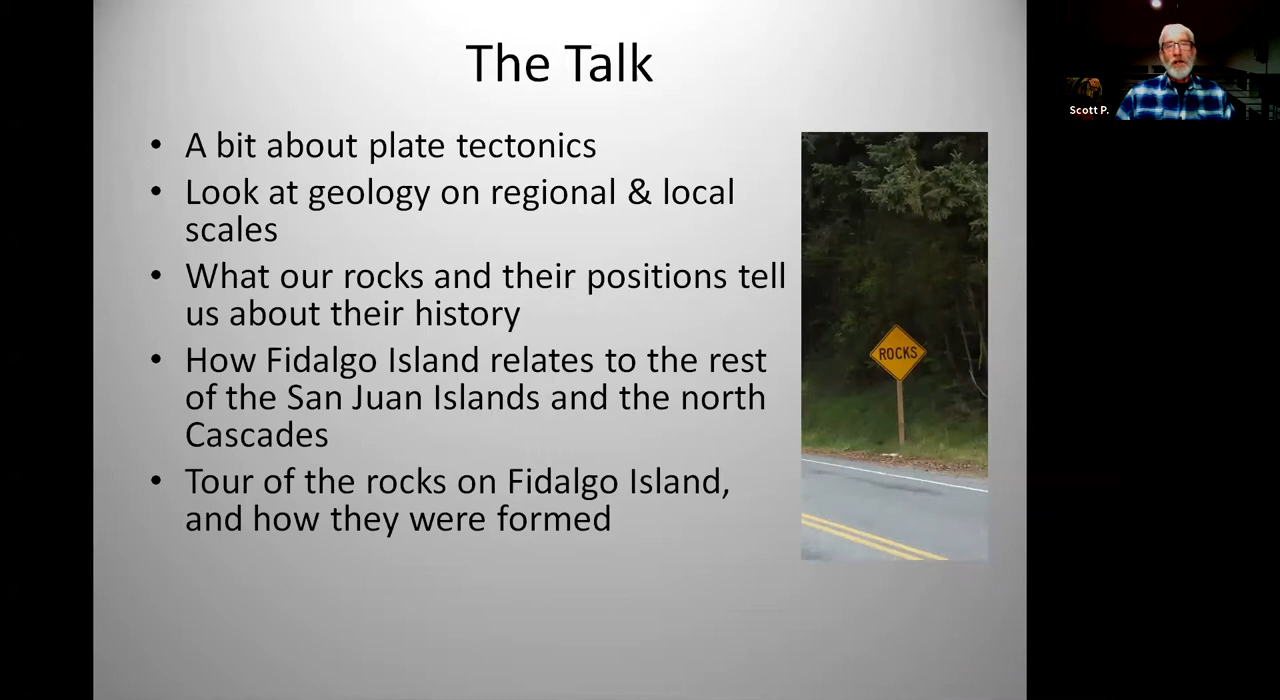 The Talk
Scott P.
• A bit about plate tectonics
• Look at geology on regional & local
scales
• What our rocks and their positions tell
us about their history
• How Fidalgo Island relates to the rest
of the San Juan Islands and the north
Cascades
• Tour of the rocks on Fidalgo Island,
and how they were formed
ROCKS